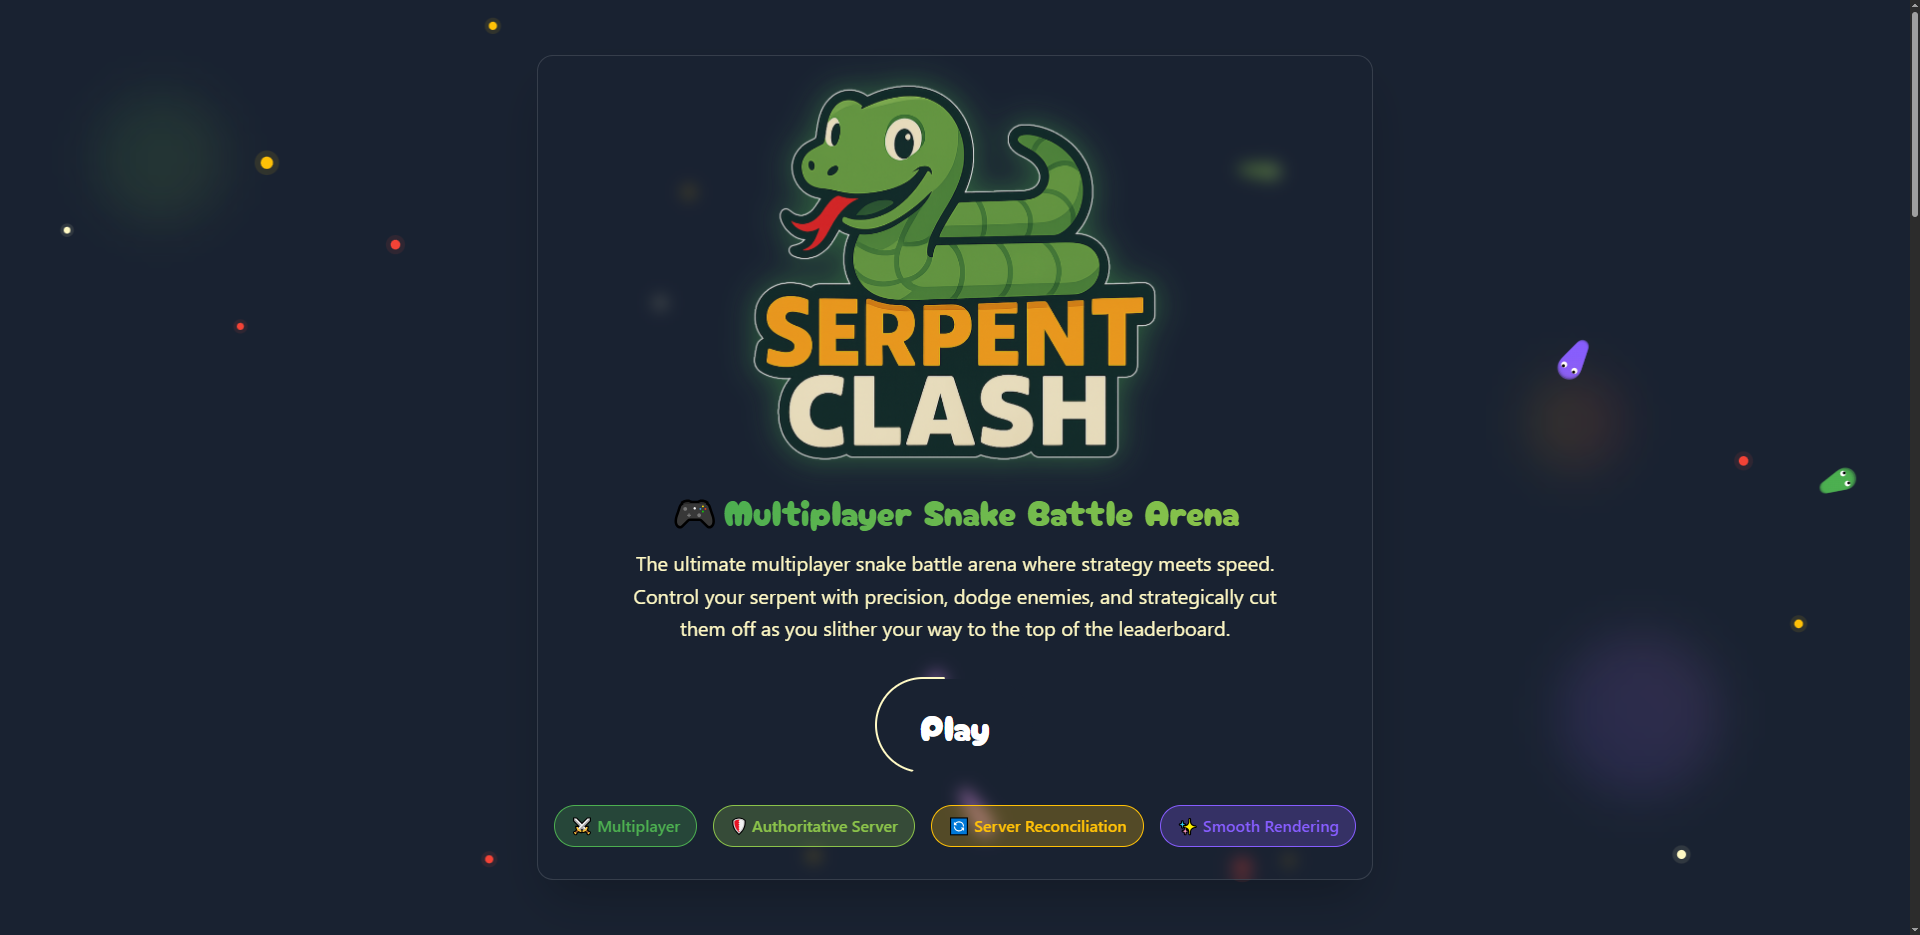 SERPENT
CLASH
Multiplayer Snake Battle Arena
The ultimate multiplayer snake battle arena where strategy meets speed.
Control your serpent with precision, dodge enemies, and strategically cut
them off as you slither your way to the top of the leaderboard.
Play
Multiplayer
Authoritative Server
Server Reconciliation
Smooth Rendering